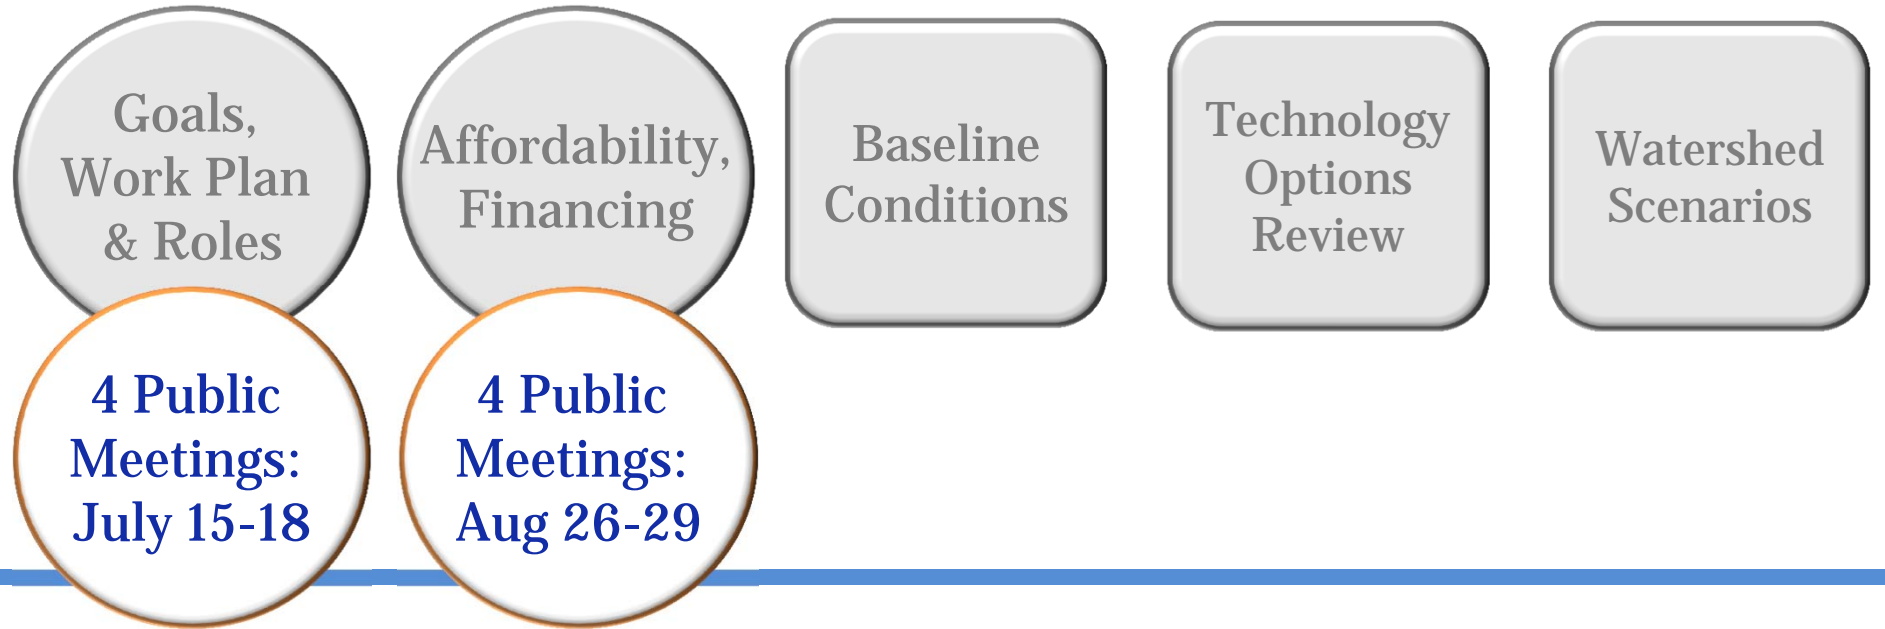 Goals,
Work Plan
& Roles
Affordability,
Financing
Baseline
Conditions
Technology
Options
Review
Watershed
Scenarios
4 Public
Meetings:
July 15-18
4 Public
Meetings:
Aug 26-29